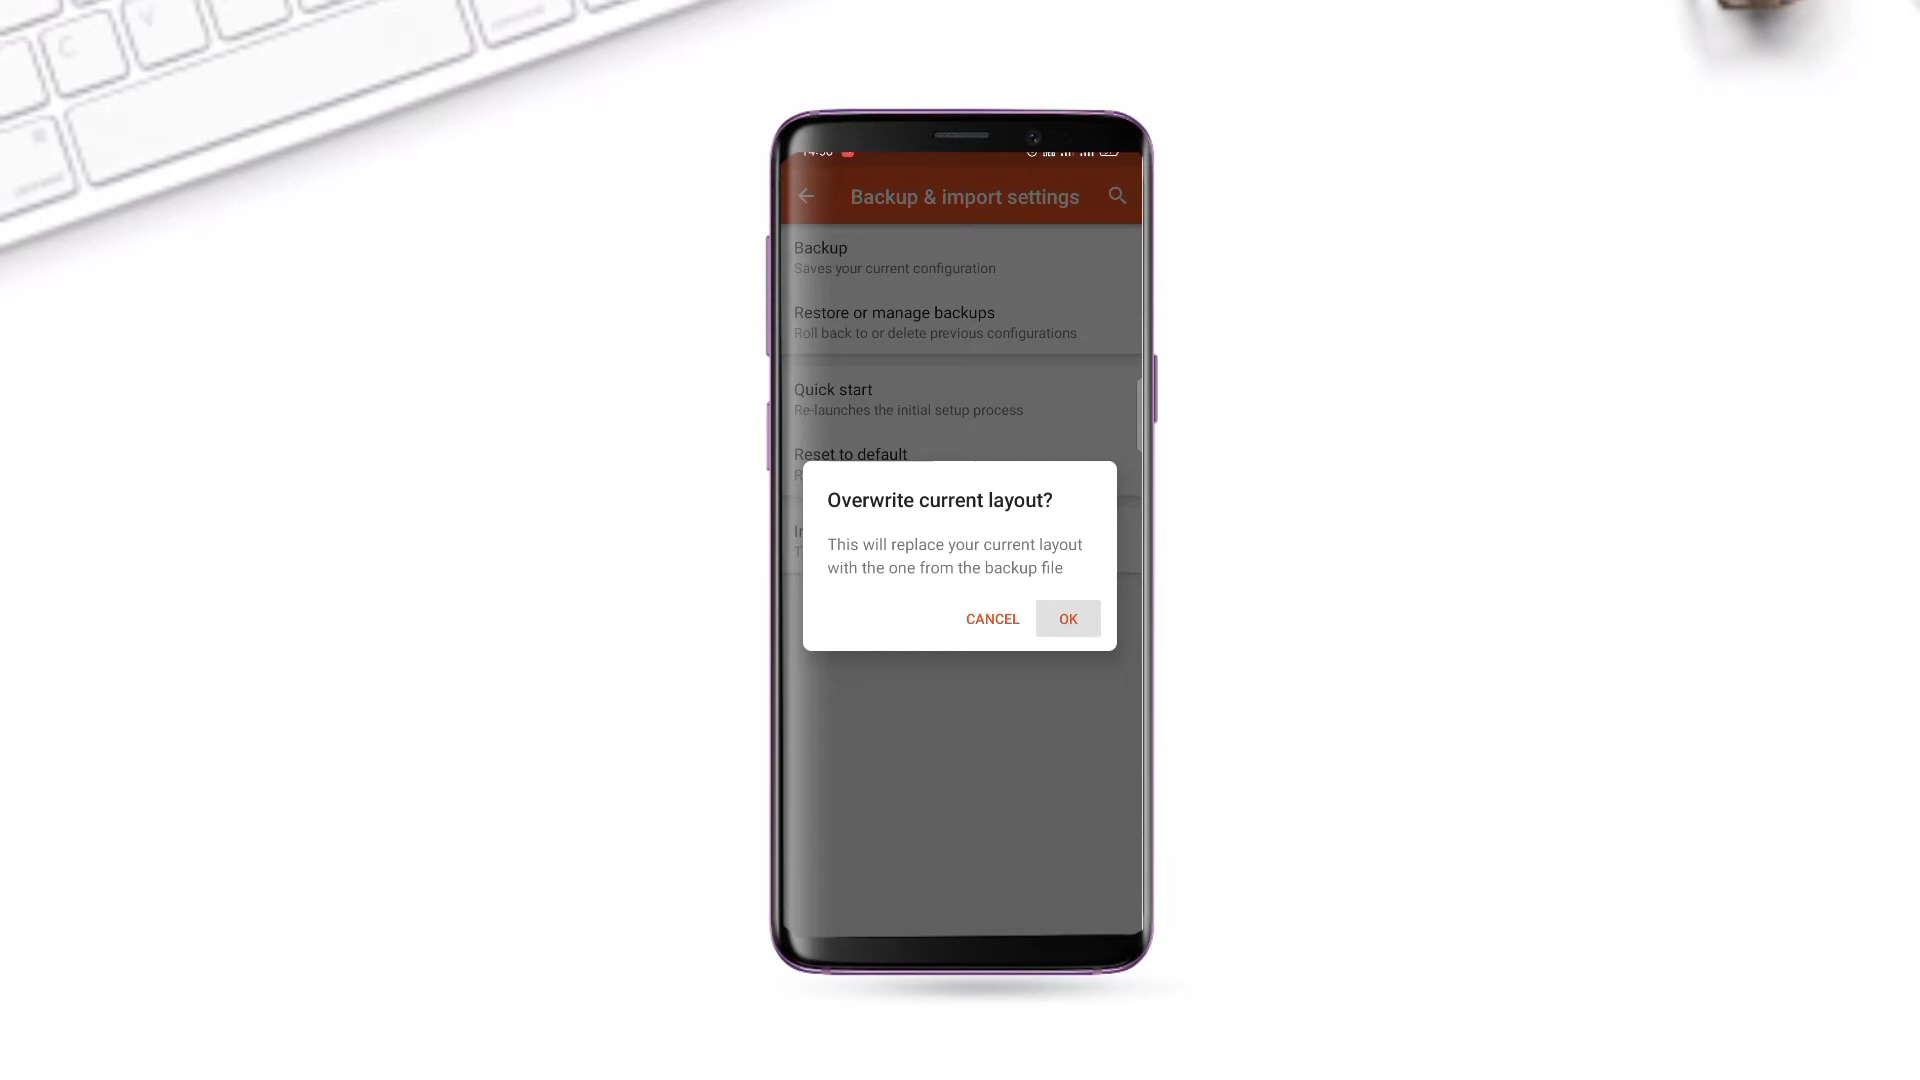 Backup & import settings
Backup
Saves your current configuration
Restore or manage backups
Roll back to or delete previous configurations
Quick start
Re-launches the initial setup process
Reset to default
Overwrite current layout?
This will replace your current layout
with the one from the backup file
CANCEL
OK